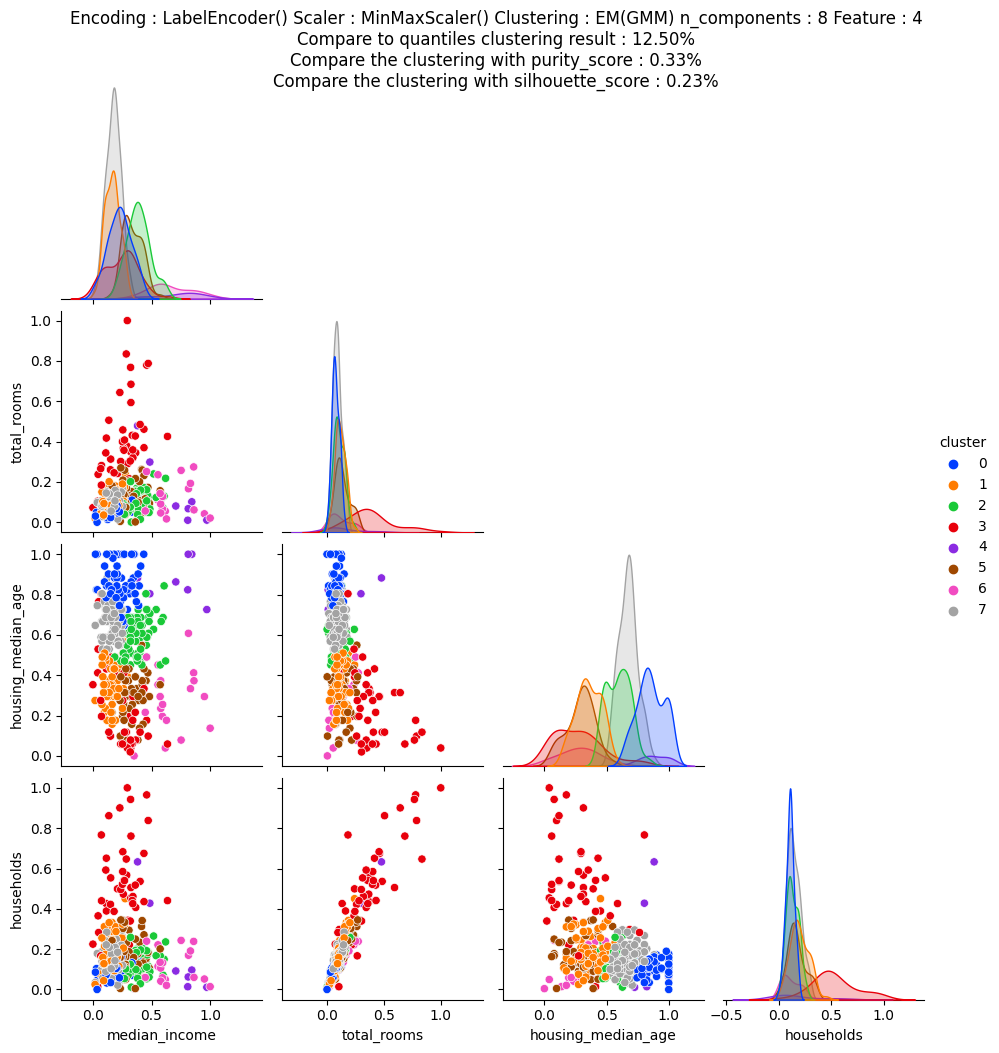 Encoding : LabelEncoder() Scaler : MinMaxScaler() Clustering : EM(GMM) n_components : 8 Feature : 4
Compare to quantiles clustering result : 12.50%
Compare the clustering with purity_score : 0.33%
Compare the clustering with silhouette_score : 0.23%
1.0
0.8
0.6
0.4
0.2
0.0
total_rooms
cluster
0
1
2
3
4
5
6
7
1.0
0.8
0.6
0.4
0.2
0.0
housing_median_age
1.0
0.8
0.6
0.4
0.2
0.0
households
0.0 0.5 1.0
median_income
0.0 0.5 1.0
total_rooms
0.0 0.5 1.0
housing_median_age
−0.5 0.0 0.5 1.0
households